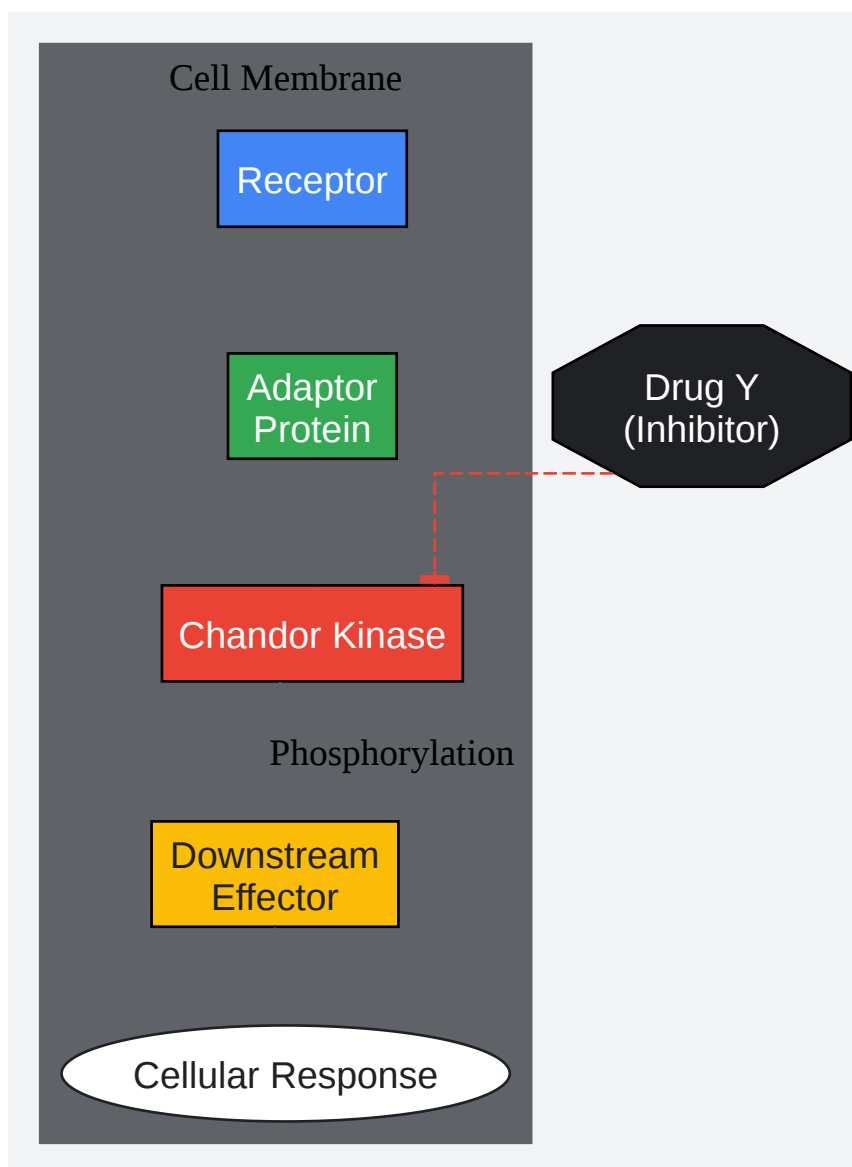 Cell Membrane
Receptor
Adaptor
Protein
Drug Y
(Inhibitor)
Chandor Kinase
Phosphorylation
Downstream
Effector
Cellular Response